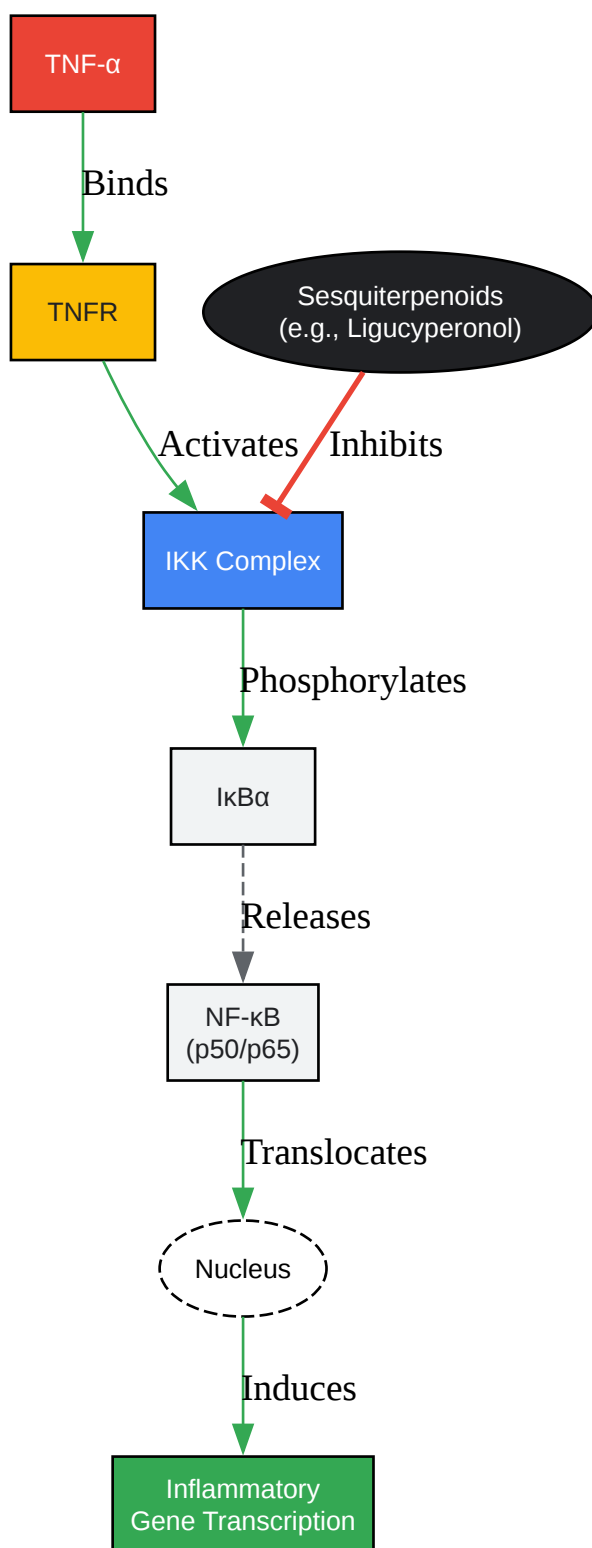 TNF-α
Binds
TNFR
Sesquiterpenoids
(e.g., Ligucyperonol)
Activates
Inhibits
IKK Complex
Phosphorylates
IκBα
Releases
NF-κB
(p50/p65)
Translocates
Nucleus
Induces
Inflammatory
Gene Transcription